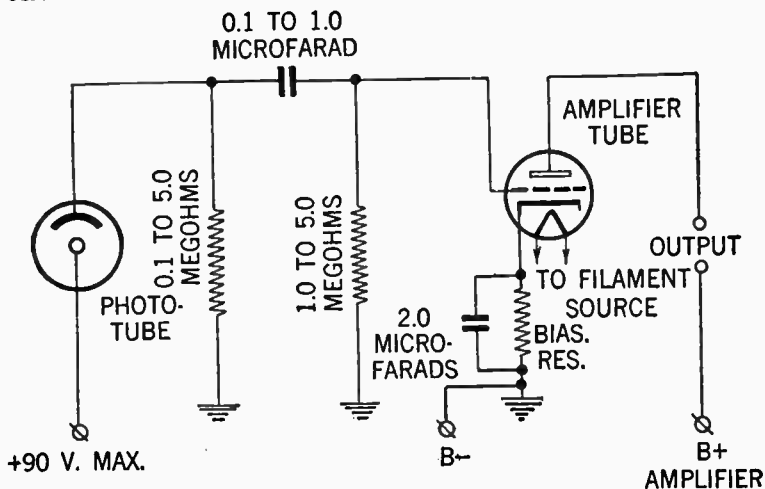 0.1 TO 1.0
MICROFARAD
AMPLIFIER
TUBE
0.1 TO 5.0
MEGOHMS
1.0 TO 5.0
MEGOHMS
PHOTO-
TUBE
OUTPUT
TO FILAMENT
SOURCE
2.0
MICRO-
FARADS
BIAS.
RES.
+90 V. MAX.
B-
B+
AMPLIFIER